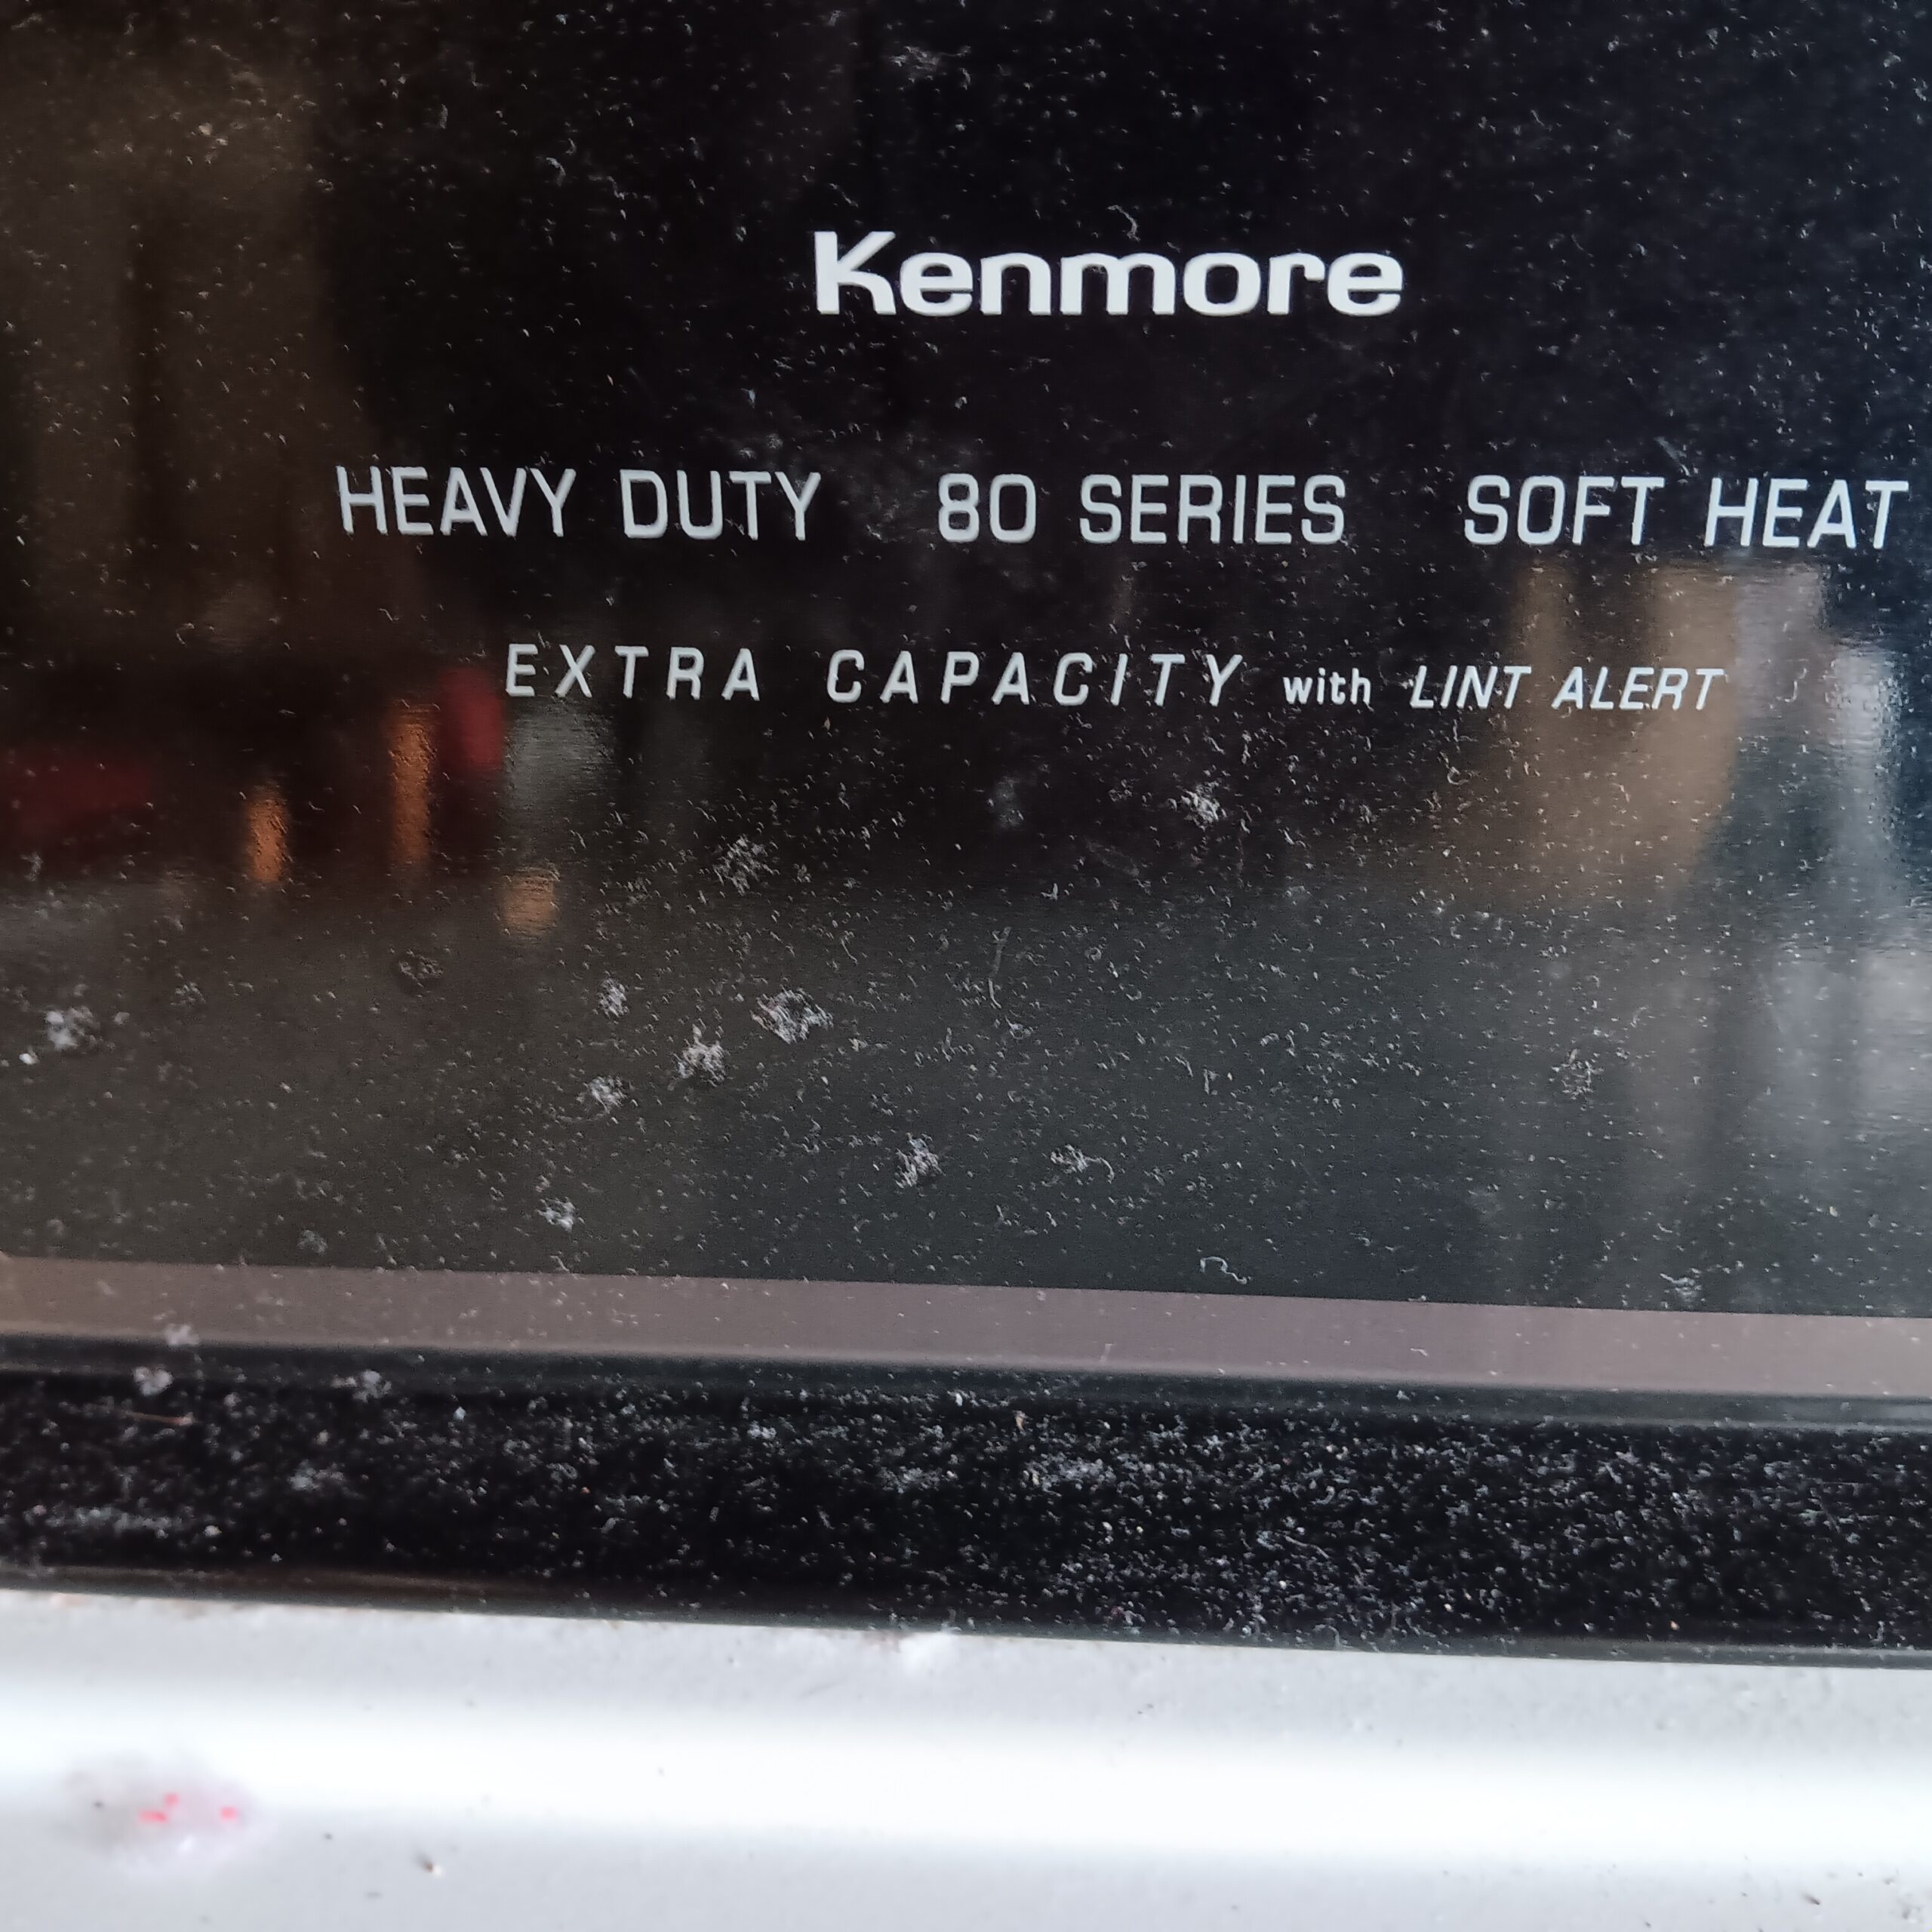 Kenmore
HEAVY DUTY 80 SERIES SOFT HEAT
EXTRA CAPACITY with LINT ALERT